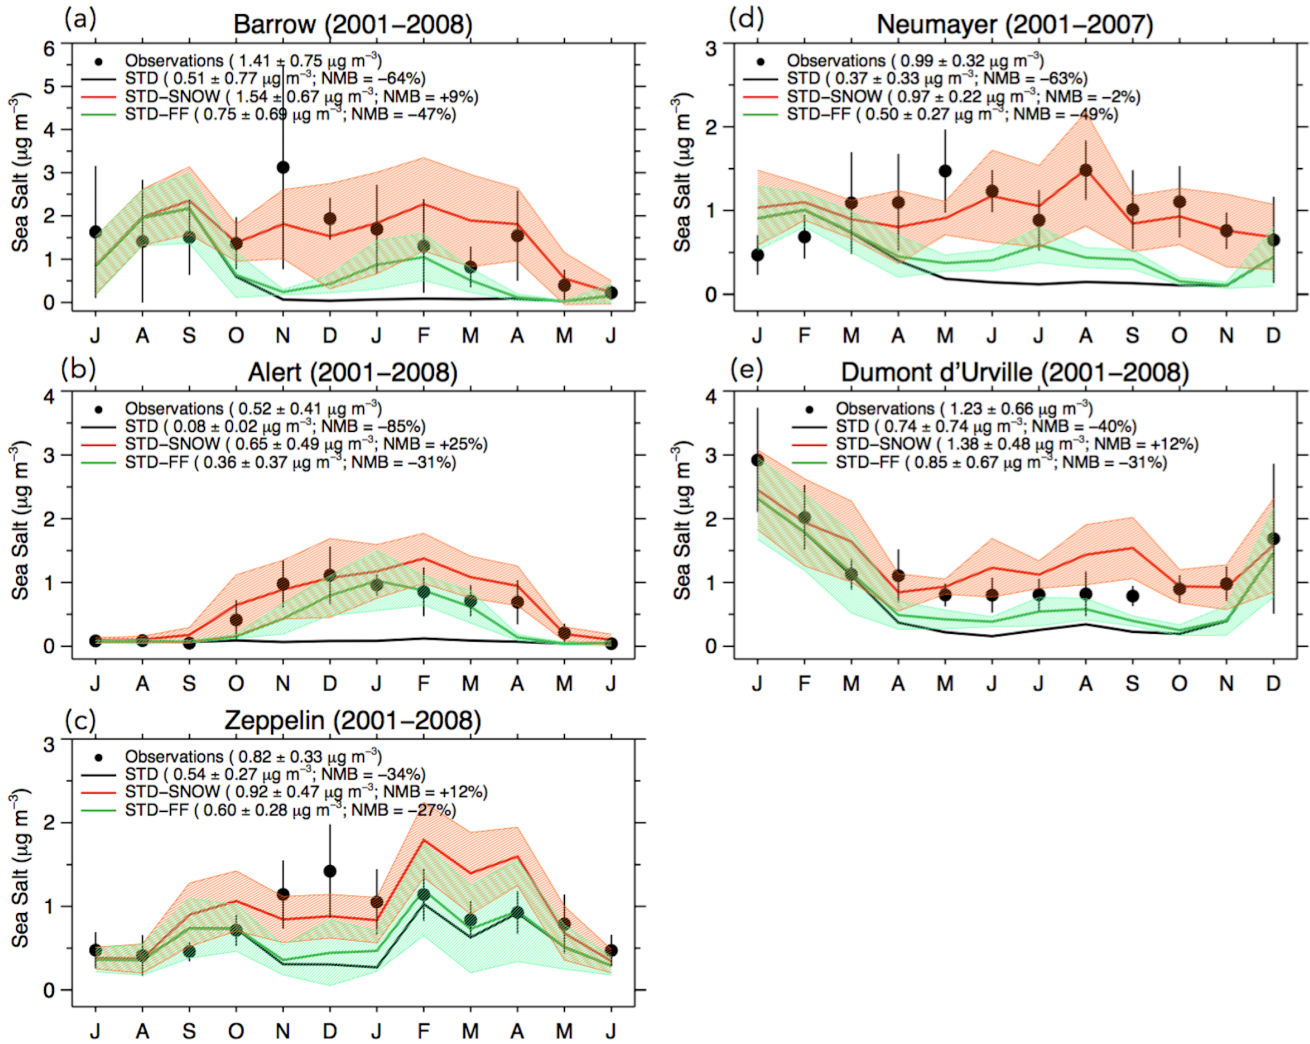 (a)
Barrow (2001–2008)
Observations ( 1.41 ± 0.75 μg m⁻³)
STD ( 0.51 ± 0.77 μg m⁻³; NMB = –64%)
STD–SNOW ( 1.54 ± 0.67 μg m⁻³; NMB = +9%)
STD–FF ( 0.75 ± 0.69 μg m⁻³; NMB = –47%)
Sea Salt (μg m⁻³)
6
5
4
3
2
1
0
J A S O N D J F M A M J
(b)
Alert (2001–2008)
Observations ( 0.52 ± 0.41 μg m⁻³)
STD ( 0.08 ± 0.02 μg m⁻³; NMB = –85%)
STD–SNOW ( 0.65 ± 0.49 μg m⁻³; NMB = +25%)
STD–FF ( 0.36 ± 0.37 μg m⁻³; NMB = –31%)
Sea Salt (μg m⁻³)
4
3
2
1
0
J A S O N D J F M A M J
(c)
Zeppelin (2001–2008)
Observations ( 0.82 ± 0.33 μg m⁻³)
STD ( 0.54 ± 0.27 μg m⁻³; NMB = –34%)
STD–SNOW ( 0.92 ± 0.47 μg m⁻³; NMB = +12%)
STD–FF ( 0.60 ± 0.28 μg m⁻³; NMB = –27%)
Sea Salt (μg m⁻³)
3
2
1
0
J A S O N D J F M A M J
(d)
Neumayer (2001–2007)
Observations ( 0.99 ± 0.32 μg m⁻³)
STD ( 0.37 ± 0.33 μg m⁻³; NMB = –63%)
STD–SNOW ( 0.97 ± 0.22 μg m⁻³; NMB = –2%)
STD–FF ( 0.50 ± 0.27 μg m⁻³; NMB = –49%)
Sea Salt (μg m⁻³)
3
2
1
0
J F M A M J J A S O N D
(e)
Dumont d’Urville (2001–2008)
Observations ( 1.23 ± 0.66 μg m⁻³)
STD ( 0.74 ± 0.74 μg m⁻³; NMB = –40%)
STD–SNOW ( 1.38 ± 0.48 μg m⁻³; NMB = +12%)
STD–FF ( 0.85 ± 0.67 μg m⁻³; NMB = –31%)
Sea Salt (μg m⁻³)
4
3
2
1
0
J F M A M J J A S O N D